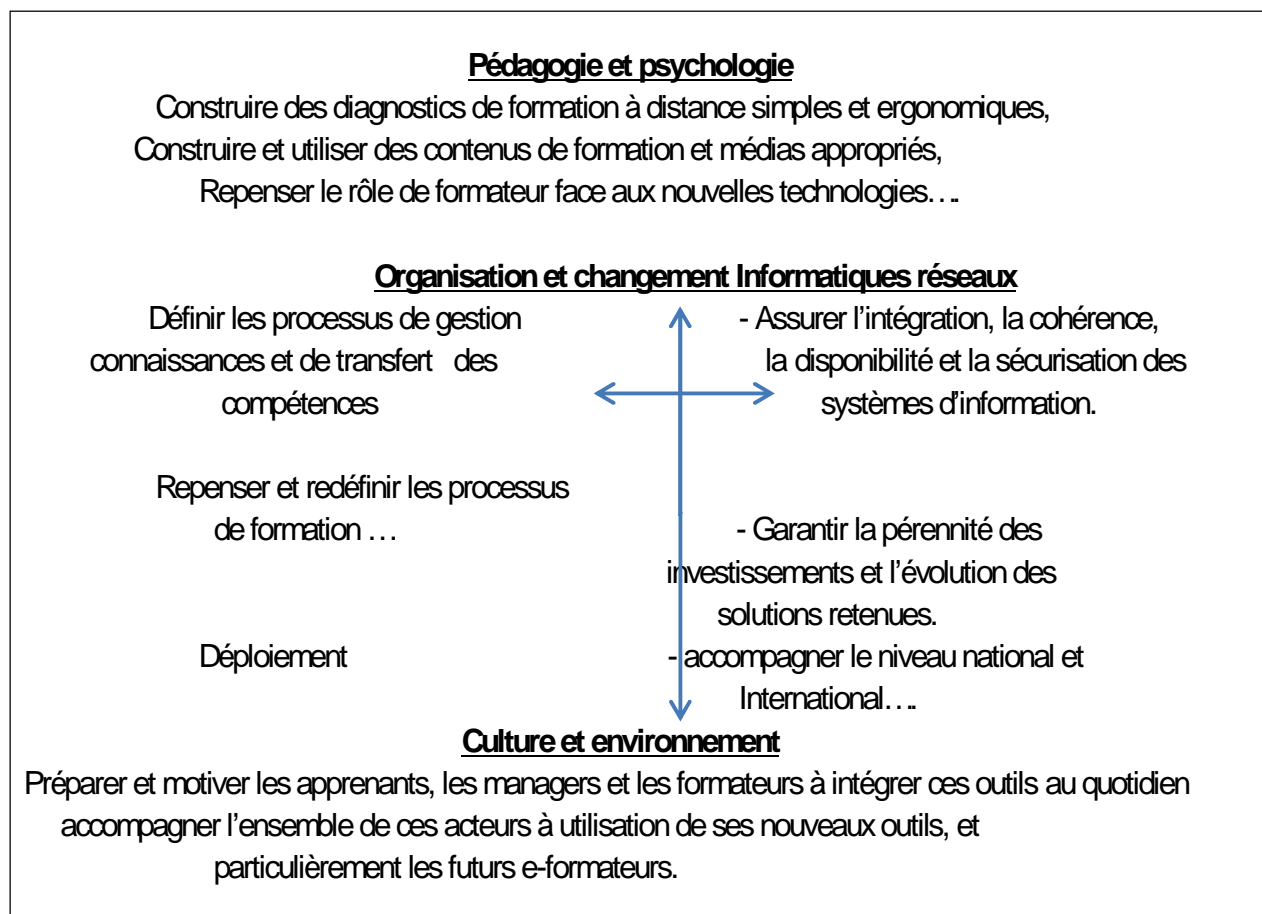 Pédagogie et psychologie
Construire des diagnostics de formation à distance simples et ergonomiques,
Construire et utiliser des contenus de formation et médias appropriés,
Repenser le rôle de formateur face aux nouvelles technologies….
Organisation et changement Informatiques réseaux
Définir les processus de gestion
connaissances et de transfert des
compétences
- Assurer l'intégration, la cohérence,
la disponibilité et la sécurisation des
systèmes d'information.
Repenser et redéfinir les processus
de formation …
- Garantir la pérennité des
investissements et l'évolution des
solutions retenues.
Déploiement
- accompagner le niveau national et
International….
Culture et environnement
Préparer et motiver les apprenants, les managers et les formateurs à intégrer ces outils au quotidien
accompagner l'ensemble de ces acteurs à utilisation de ses nouveaux outils, et
particulièrement les futurs e-formateurs.